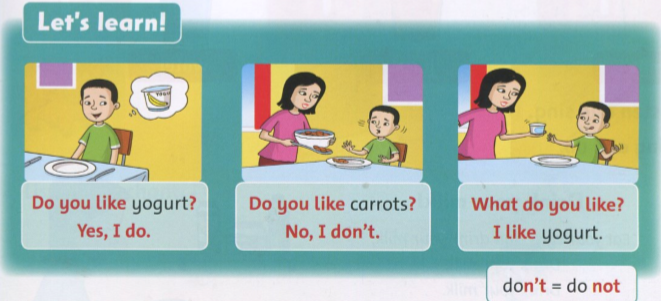 Let's learn!
Do you like yogurt?
Yes, I do.
Do you like carrots?
No, I don't.
What do you like?
I like yogurt.
don't = do not